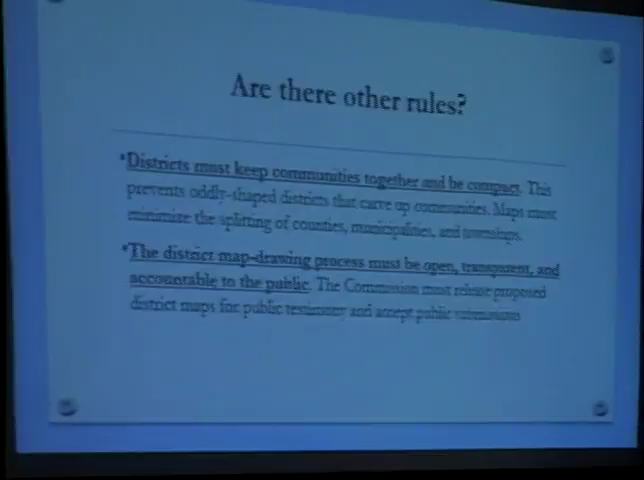 Are there other rules?
*Districts must keep communities together and be compact. This
prevents oddly-shaped districts that carve up communities. Maps must
minimize the splitting of counties, municipalities, and townships.
*The district map-drawing process must be open, transparent, and
accountable to the public. The Commission must release proposed
district maps for public testimony and accept public submissions